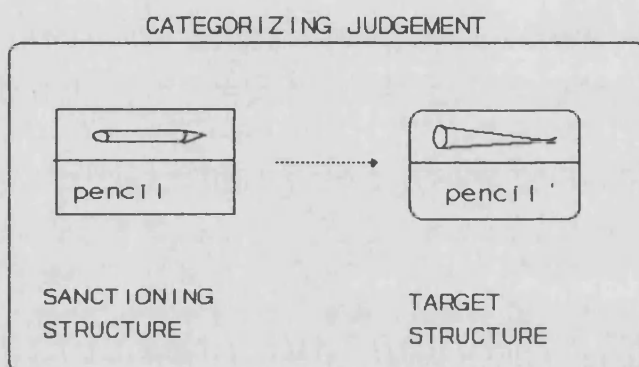 CATEGORIZING JUDGEMENT
pencil
pencil'
SANCTIONING
STRUCTURE
TARGET
STRUCTURE